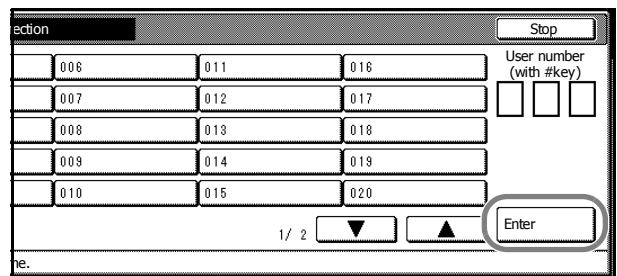 ection Stop
User number
(with #key)
006 011 016
007 012 017
008 013 018
009 014 019
010 015 020
1/ 2 ▼ ▲ Enter
ne.